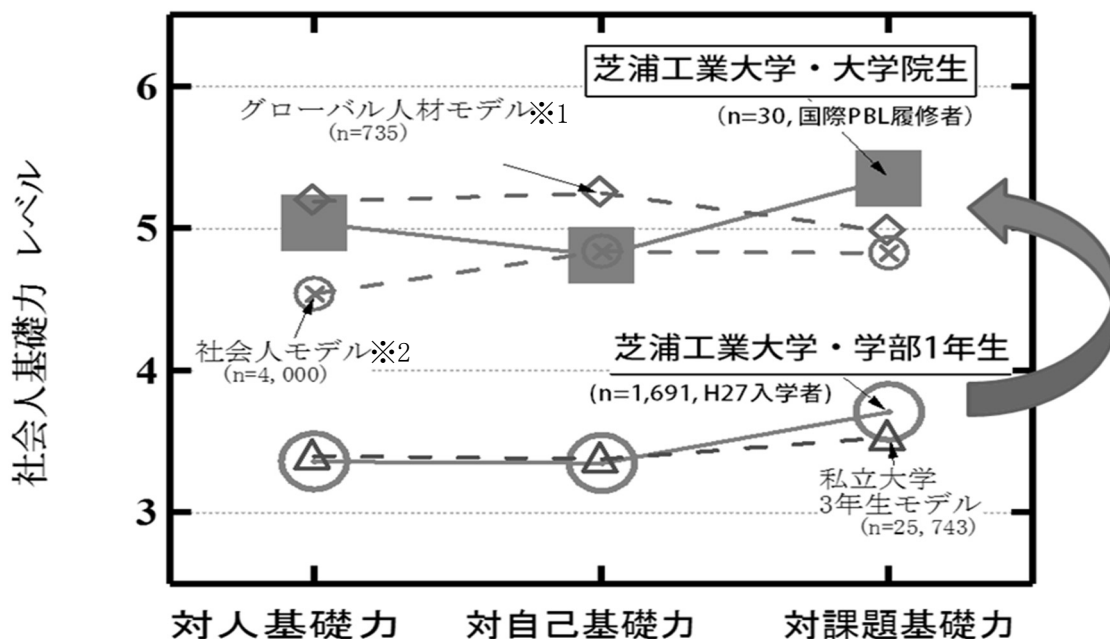 社会人基礎力 レベル
6
5
4
3
芝浦工業大学・大学院生
(n=30, 国際PBL履修者)
グローバル人材モデル※1
(n=735)
社会人モデル※2
(n=4,000)
芝浦工業大学・学部1年生
(n=1,691, H27入学者)
私立大学
3年生モデル
(n=25,743)
対人基礎力
対自己基礎力
対課題基礎力